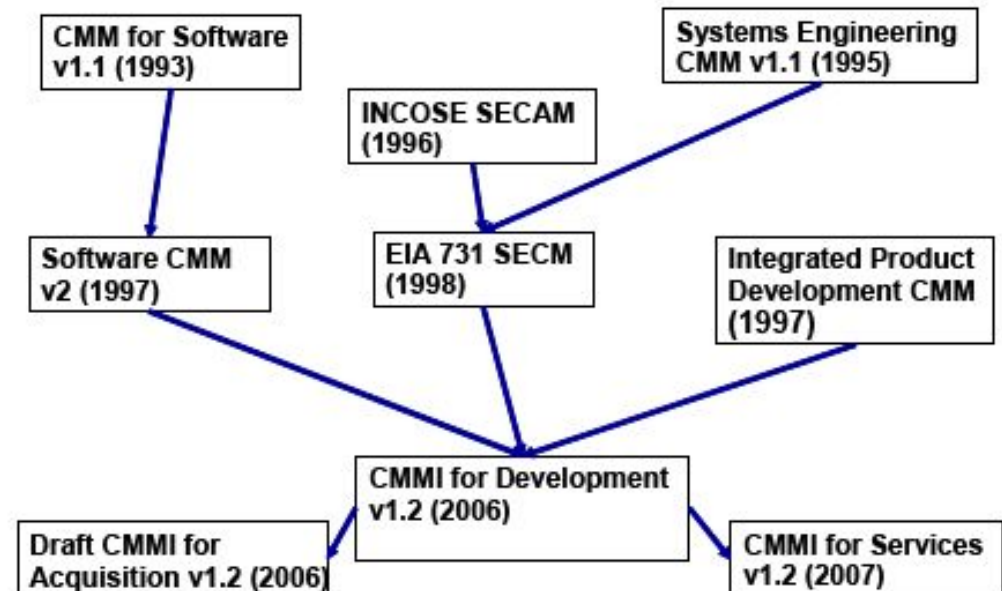 CMM for Software
v1.1 (1993)
Systems Engineering
CMM v1.1 (1995)
INCOSE SECAM
(1996)
Software CMM
v2 (1997)
EIA 731 SECM
(1998)
Integrated Product
Development CMM
(1997)
CMMI for Development
v1.2 (2006)
Draft CMMI for
Acquisition v1.2 (2006)
CMMI for Services
v1.2 (2007)